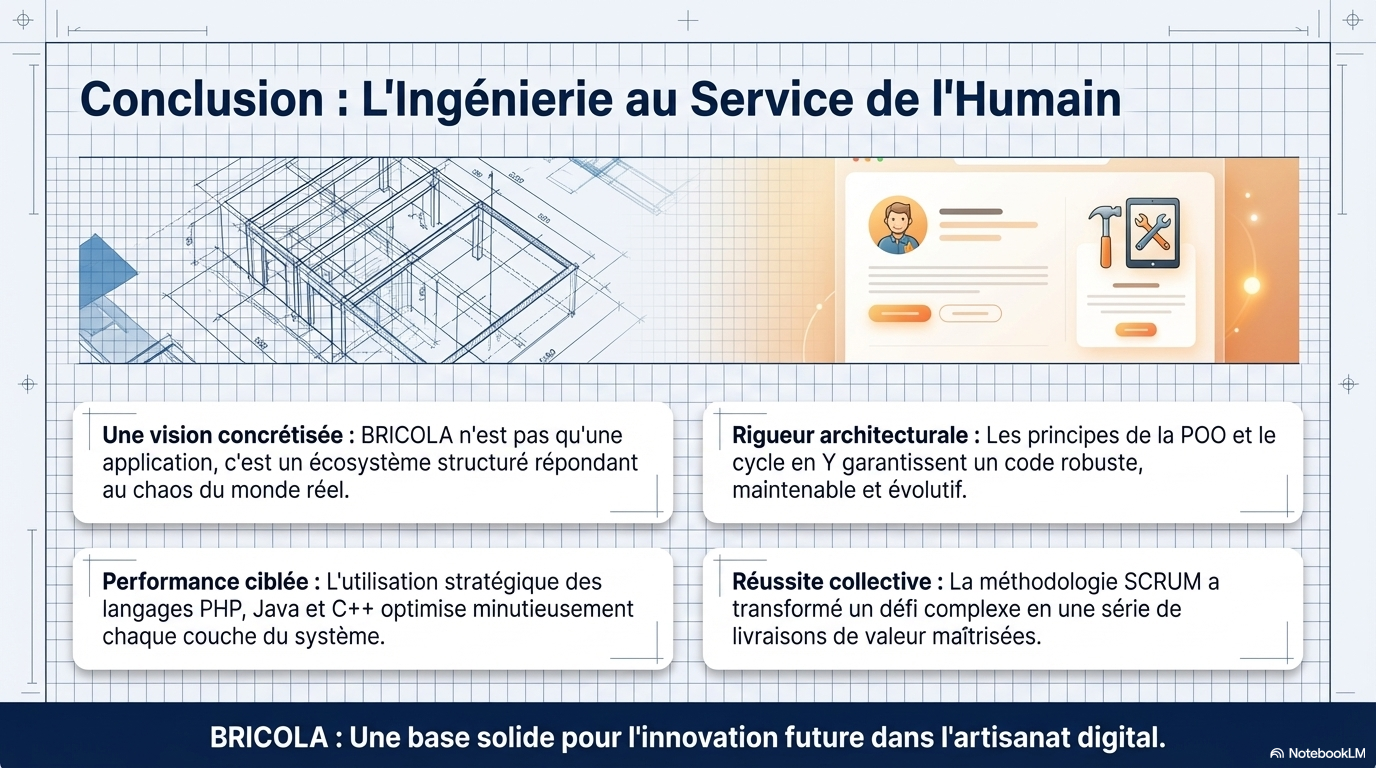 Conclusion : L'Ingénierie au Service de l'Humain
Une vision concrétisée : BRICOLA n'est pas qu'une
application, c'est un écosystème structuré répondant
au chaos du monde réel.
Rigueur architecturale : Les principes de la POO et le
cycle en Y garantissent un code robuste,
maintenable et évolutif.
Performance ciblée : L'utilisation stratégique des
langages PHP, Java et C++ optimise minutieusement
chaque couche du système.
Réussite collective : La méthodologie SCRUM a
transformé un défi complexe en une série de
livraisons de valeur maîtrisées.
BRICOLA : Une base solide pour l'innovation future dans l'artisanat digital.
NotebookLM